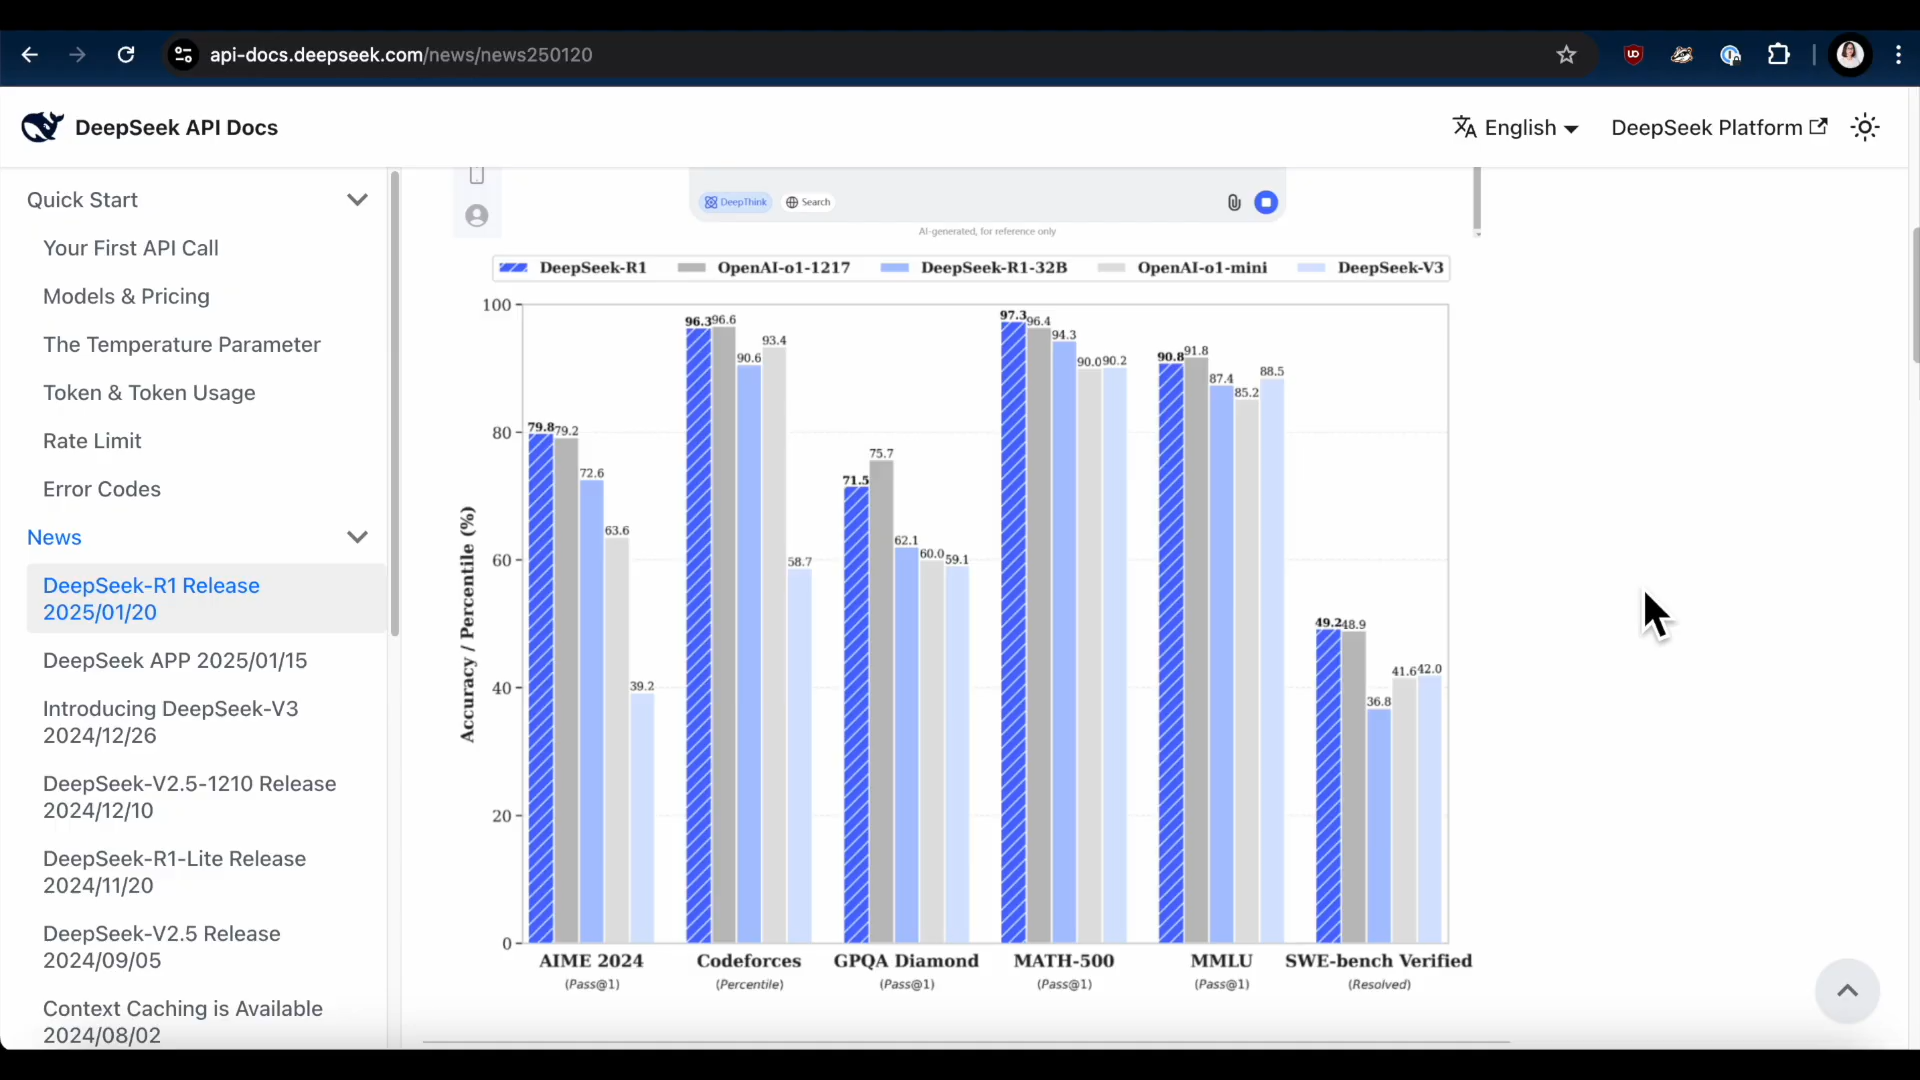 api-docs.deepseek.com/news/news250120
DeepSeek API Docs
English
DeepSeek Platform
Quick Start
Your First API Call
Models & Pricing
The Temperature Parameter
Token & Token Usage
Rate Limit
Error Codes
News
DeepSeek-R1 Release
2025/01/20
DeepSeek APP 2025/01/15
Introducing DeepSeek-V3
2024/12/26
DeepSeek-V2.5-1210 Release
2024/12/10
DeepSeek-R1-Lite Release
2024/11/20
DeepSeek-V2.5 Release
2024/09/05
Context Caching is Available
2024/08/02
DeepThink Search
AI-generated, for reference only
DeepSeek-R1 OpenAI-o1-1217 DeepSeek-R1-32B OpenAI-o1-mini DeepSeek-V3
Accuracy / Percentile (%)
100
80
60
40
20
0
79.8 79.2 72.6 63.6 39.2
96.3 96.6 90.6 93.4 58.7
71.5 75.7 62.1 60.0 59.1
97.3 96.4 94.3 90.0 90.2
90.8 91.8 87.4 85.2 88.5
49.2 48.9 36.8 41.6 42.0
AIME 2024 Codeforces GPQA Diamond MATH-500 MMLU SWE-bench Verified
(Pass@1) (Percentile) (Pass@1) (Pass@1) (Pass@1) (Resolved)